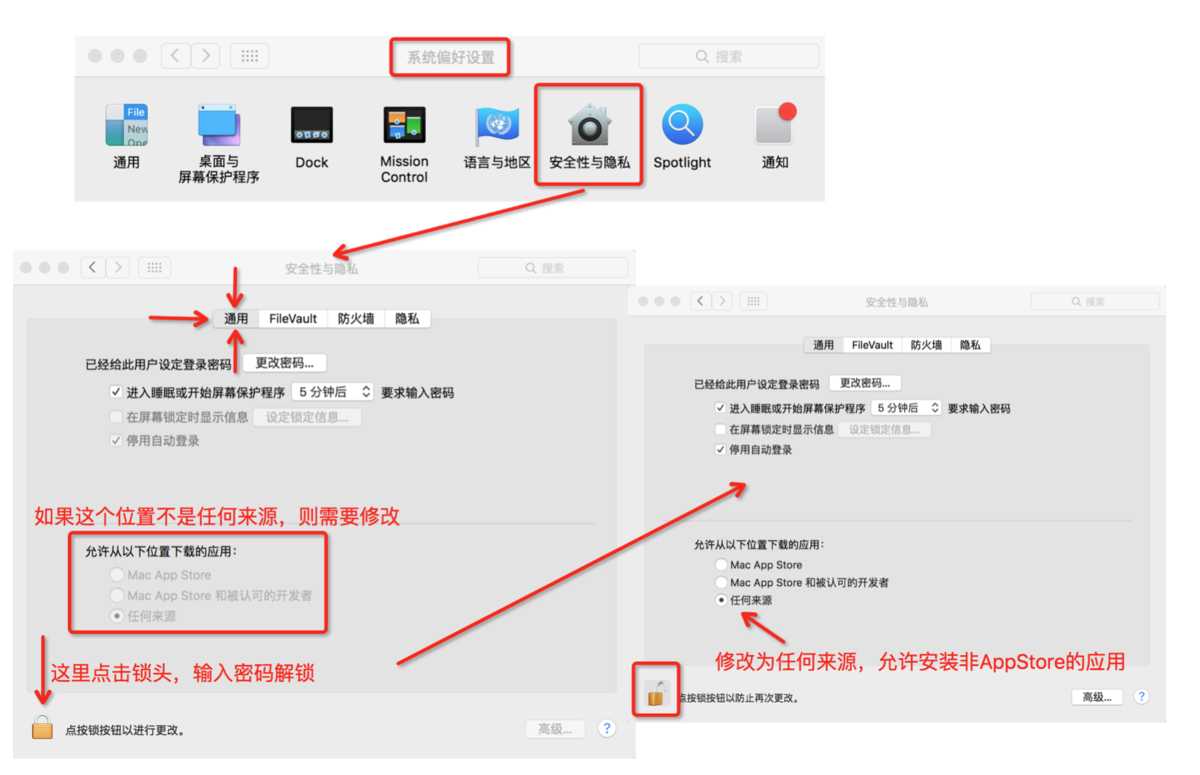 系统偏好设置
搜索
File
New
One
通用
桌面与
屏幕保护程序
Dock
Mission
Control
语言与地区
安全性与隐私
Spotlight
通知
安全性与隐私
搜索
通用
FileVault
防火墙
隐私
已经给此用户设定登录密码
更改密码...
进入睡眠或开始屏幕保护程序
5 分钟后
要求输入密码
在屏幕锁定时显示信息
设定锁定信息...
停用自动登录
如果这个位置不是任何来源，则需要修改
允许从以下位置下载的应用：
Mac App Store
Mac App Store 和被认可的开发者
任何来源
这里点击锁头，输入密码解锁
点按锁按钮以进行更改。
高级...
?
安全性与隐私
搜索
通用
FileVault
防火墙
隐私
已经给此用户设定登录密码
更改密码...
进入睡眠或开始屏幕保护程序
5 分钟后
要求输入密码
在屏幕锁定时显示信息
设定锁定信息...
停用自动登录
允许从以下位置下载的应用：
Mac App Store
Mac App Store 和被认可的开发者
任何来源
修改为任何来源，允许安装非AppStore的应用
点按锁按钮以防止再次更改。
高级...
?